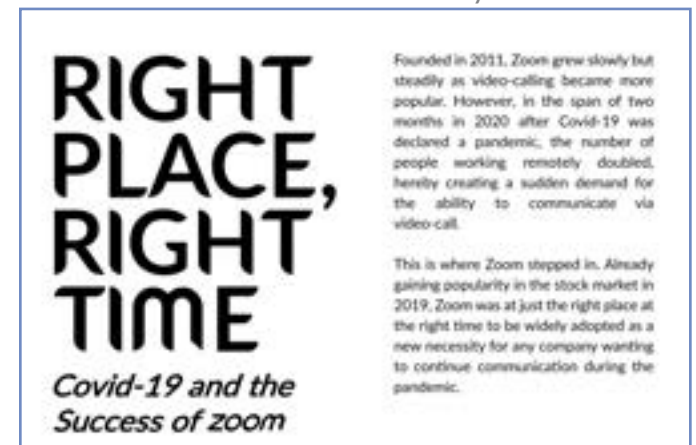 RIGHT
PLACE,
RIGHT
TIME
Covid-19 and the
Success of zoom
Founded in 2011, Zoom grew slowly but
steadily as video-calling became more
popular. However, in the span of two
months in 2020 after Covid-19 was
declared a pandemic, the number of
people working remotely doubled,
hereby creating a sudden demand for
the ability to communicate via
video-call.
This is where Zoom stepped in. Already
gaining popularity in the stock market in
2019, Zoom was at just the right place at
the right time to be widely adopted as a
new necessity for any company wanting
to continue communication during the
pandemic.